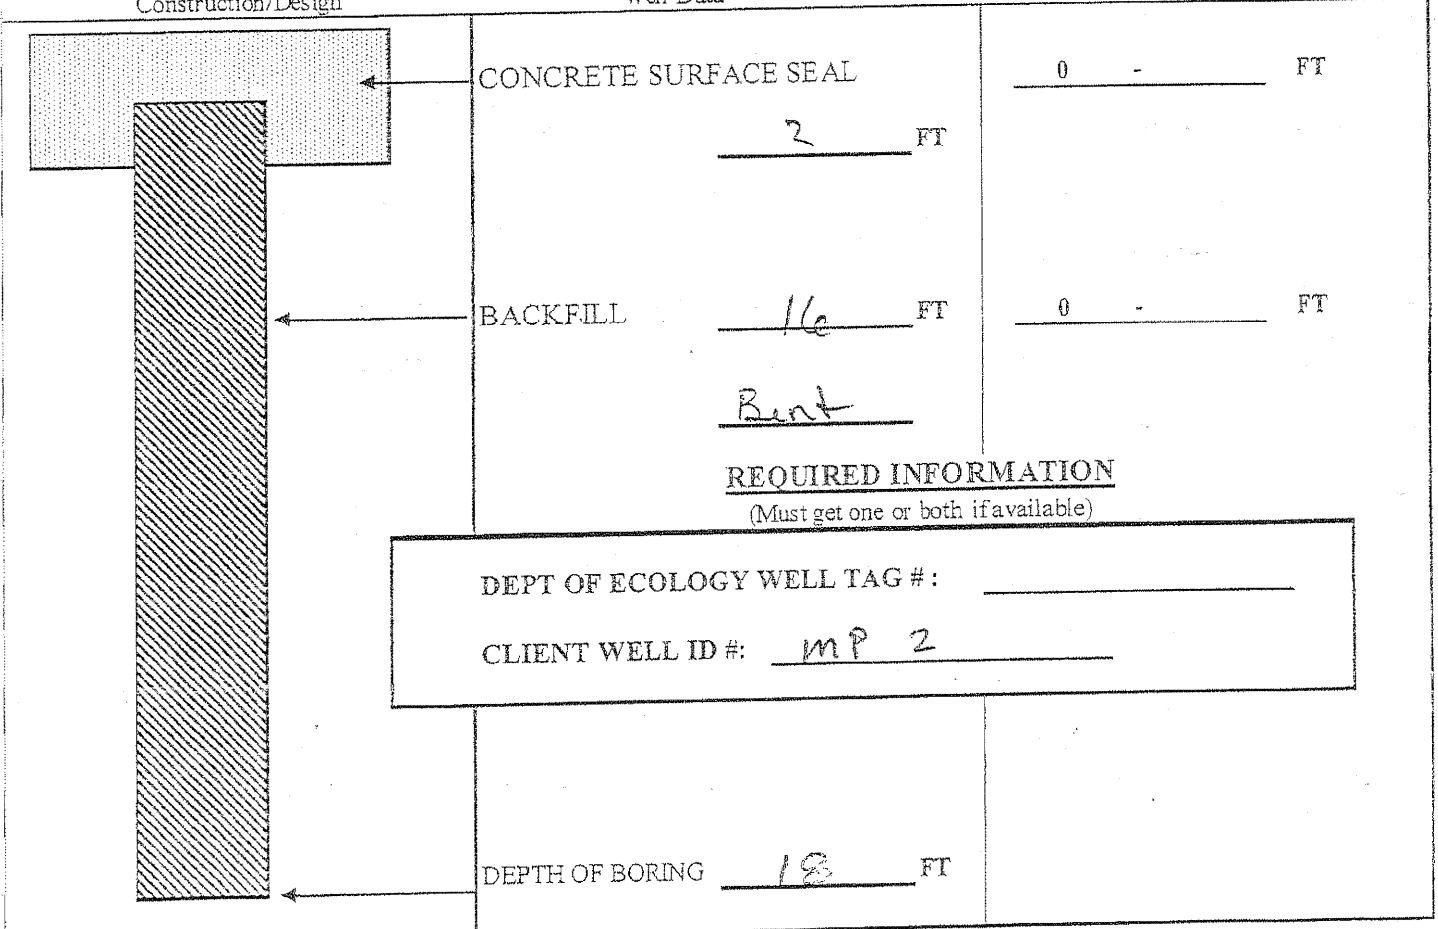 Construction/Design Well Data
CONCRETE SURFACE SEAL 0 - FT
2 FT
BACKFILL 16 FT 0 - FT
Bent
REQUIRED INFORMATION
(Must get one or both if available)
DEPT OF ECOLOGY WELL TAG #:
CLIENT WELL ID #: MP 2
DEPTH OF BORING 18 FT